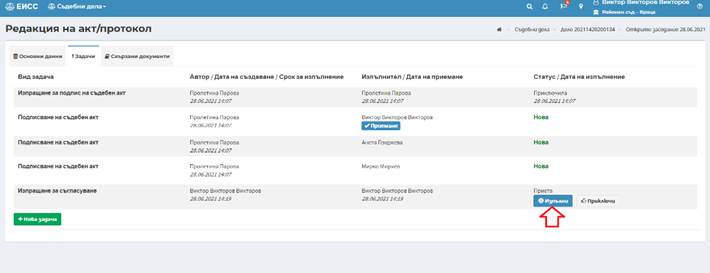 ЕИСС Съдебни дела Виктор Викторов Викторов
Районен съд - Враца
Редакция на акт/протокол
Съдебни дела Дело 20211420200134 Открито заседание 28.06.2021
Основни данни Задачи Свързани документи
Вид задача Автор / Дата на създаване / Срок за изпълнение Изпълнител / Дата на приемане Статус / Дата на изпълнение
Изпращане за подпис на съдебен акт Пролетина Парова Пролетина Парова Приключила
28.06.2021 14:07 28.06.2021 14:07 28.06.2021 14:07
Подписване на съдебен акт Пролетина Парова Виктор Викторов Викторов Нова
28.06.2021 14:07 Приемане
Подписване на съдебен акт Пролетина Парова Анета Нова
28.06.2021 14:07
Подписване на съдебен акт Пролетина Парова Мирко Нова
28.06.2021 14:07
Изпращане за съгласуване Виктор Викторов Викторов Виктор Викторов Викторов Приета
28.06.2021 14:19 28.06.2021 14:19 Изпълни Приключи
Нова задача